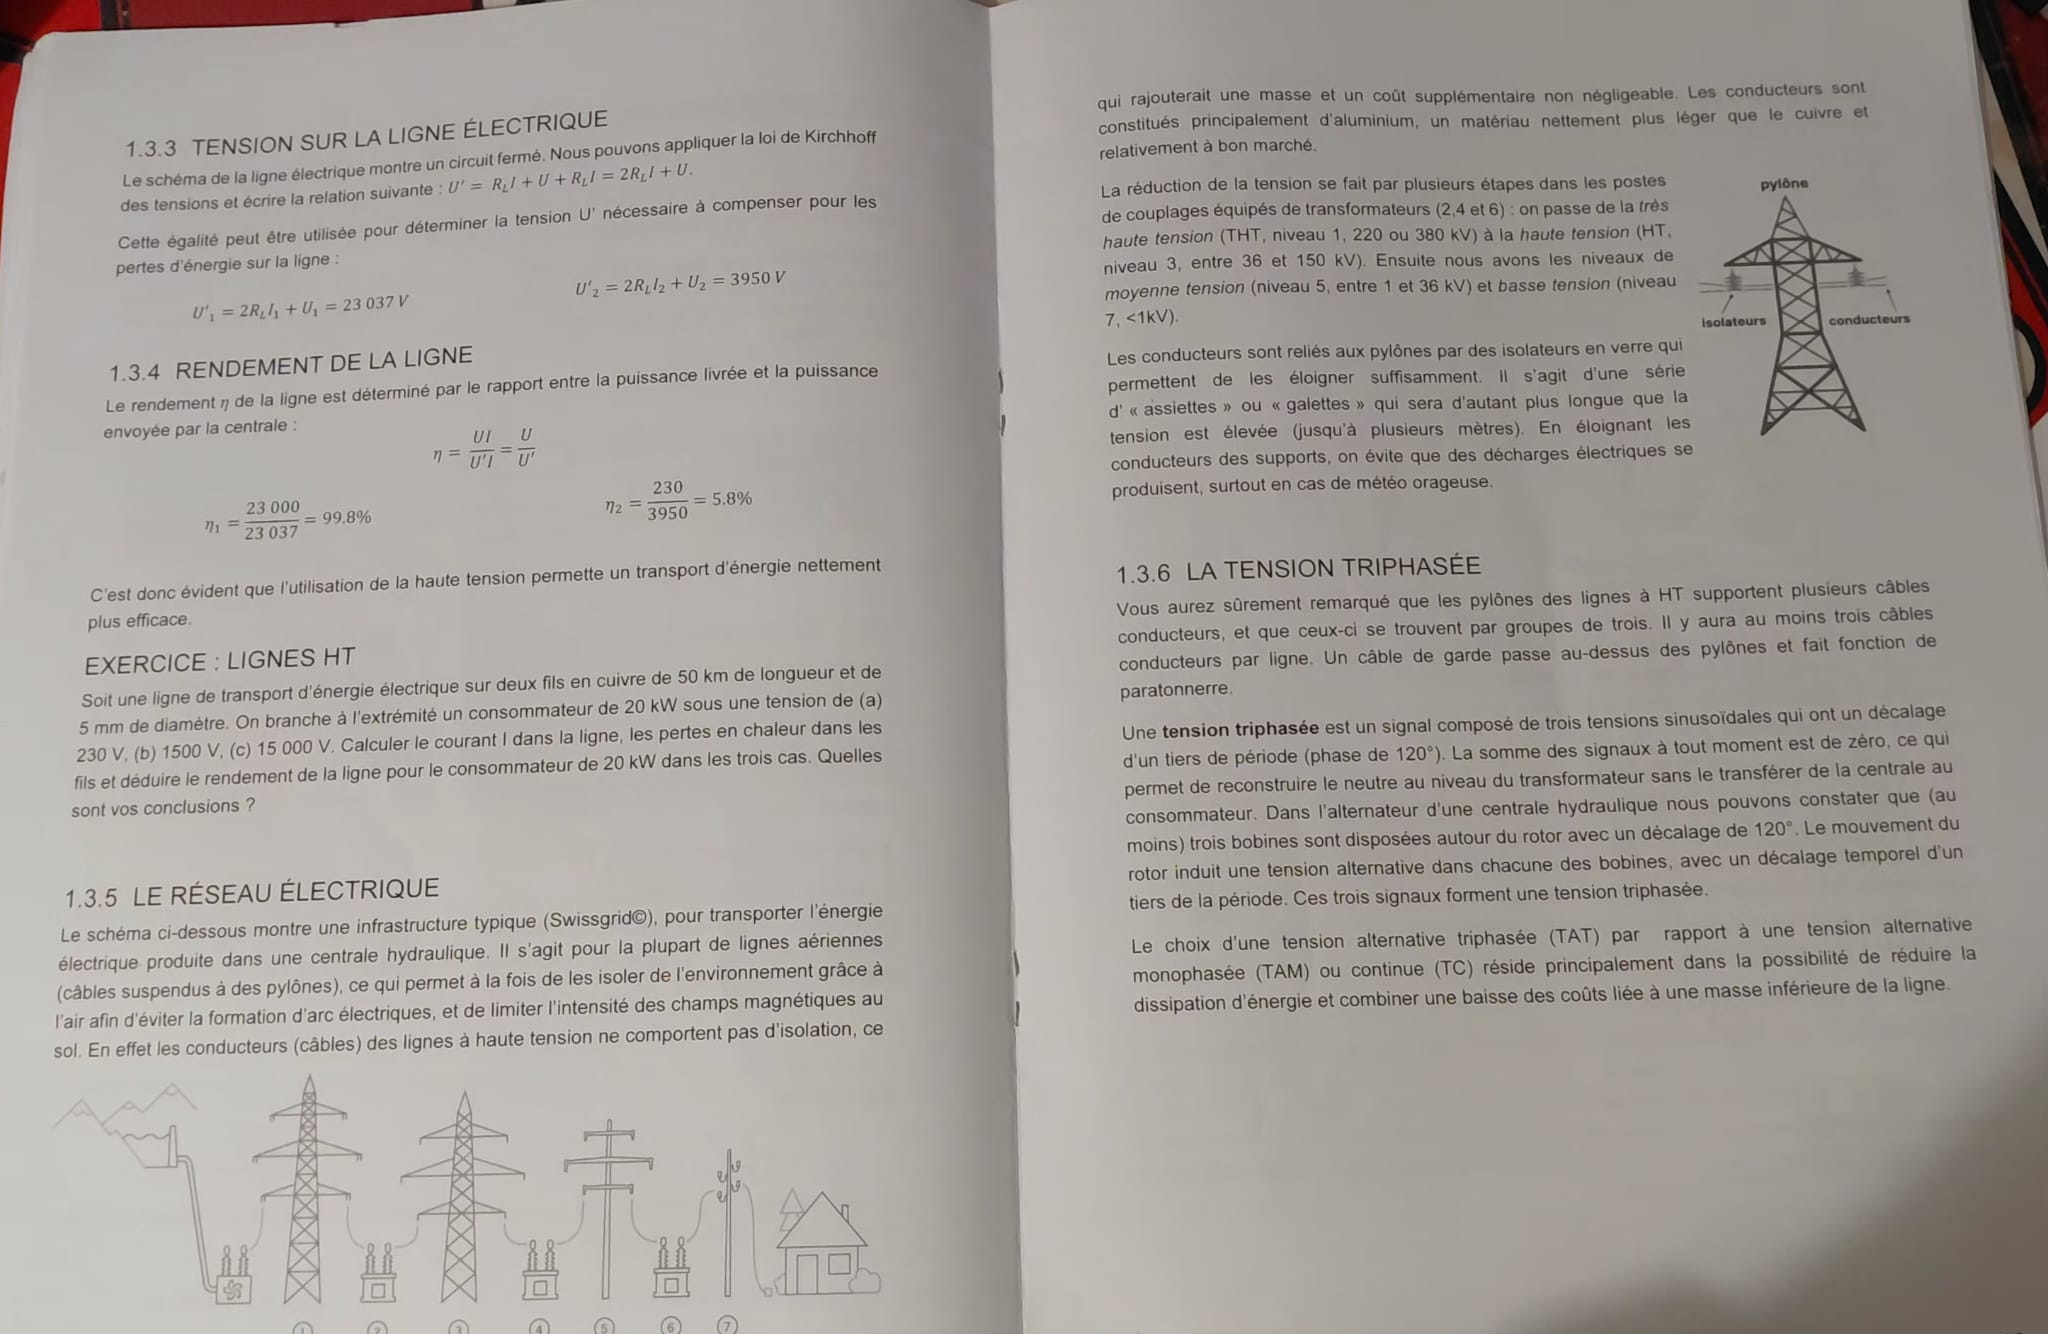 1.3.3 TENSION SUR LA LIGNE ÉLECTRIQUE
Le schéma de la ligne électrique montre un circuit fermé. Nous pouvons appliquer la loi de Kirchhoff
des tensions et écrire la relation suivante : U' = R_L I + U + R_L I = 2R_L I + U.
Cette égalité peut être utilisée pour déterminer la tension U' nécessaire à compenser pour les
pertes d'énergie sur la ligne :
U'₁ = 2R_L I₁ + U₁ = 23 037 V
U'₂ = 2R_L I₂ + U₂ = 3950 V
1.3.4 RENDEMENT DE LA LIGNE
Le rendement η de la ligne est déterminé par le rapport entre la puissance livrée et la puissance
envoyée par la centrale :
η = UI/U'I = U/U'
η₁ = 23 000/23 037 = 99.8%
η₂ = 230/3950 = 5.8%
C'est donc évident que l'utilisation de la haute tension permette un transport d'énergie nettement
plus efficace.
EXERCICE : LIGNES HT
Soit une ligne de transport d'énergie électrique sur deux fils en cuivre de 50 km de longueur et de
5 mm de diamètre. On branche à l'extrémité un consommateur de 20 kW sous une tension de (a)
230 V, (b) 1500 V, (c) 15 000 V. Calculer le courant I dans la ligne, les pertes en chaleur dans les
fils et déduire le rendement de la ligne pour le consommateur de 20 kW dans les trois cas. Quelles
sont vos conclusions ?
1.3.5 LE RÉSEAU ÉLECTRIQUE
Le schéma ci-dessous montre une infrastructure typique (Swissgrid©), pour transporter l'énergie
électrique produite dans une centrale hydraulique. Il s'agit pour la plupart de lignes aériennes
(câbles suspendus à des pylônes), ce qui permet à la fois de les isoler de l'environnement grâce à
l'air afin d'éviter la formation d'arc électriques, et de limiter l'intensité des champs magnétiques au
sol. En effet les conducteurs (câbles) des lignes à haute tension ne comportent pas d'isolation, ce
1 2 3 4 5 6 7
qui rajouterait une masse et un coût supplémentaire non négligeable. Les conducteurs sont
constitués principalement d'aluminium, un matériau nettement plus léger que le cuivre et
relativement à bon marché.
La réduction de la tension se fait par plusieurs étapes dans les postes
de couplages équipés de transformateurs (2,4 et 6) : on passe de la très
haute tension (THT, niveau 1, 220 ou 380 kV) à la haute tension (HT,
niveau 3, entre 36 et 150 kV). Ensuite nous avons les niveaux de
moyenne tension (niveau 5, entre 1 et 36 kV) et basse tension (niveau
7, <1kV).
pylône
isolateurs
conducteurs
Les conducteurs sont reliés aux pylônes par des isolateurs en verre qui
permettent de les éloigner suffisamment. Il s'agit d'une série
d' « assiettes » ou « galettes » qui sera d'autant plus longue que la
tension est élevée (jusqu'à plusieurs mètres). En éloignant les
conducteurs des supports, on évite que des décharges électriques se
produisent, surtout en cas de météo orageuse.
1.3.6 LA TENSION TRIPHASÉE
Vous aurez sûrement remarqué que les pylônes des lignes à HT supportent plusieurs câbles
conducteurs, et que ceux-ci se trouvent par groupes de trois. Il y aura au moins trois câbles
conducteurs par ligne. Un câble de garde passe au-dessus des pylônes et fait fonction de
paratonnerre.
Une tension triphasée est un signal composé de trois tensions sinusoïdales qui ont un décalage
d'un tiers de période (phase de 120°). La somme des signaux à tout moment est de zéro, ce qui
permet de reconstruire le neutre au niveau du transformateur sans le transférer de la centrale au
consommateur. Dans l'alternateur d'une centrale hydraulique nous pouvons constater que (au
moins) trois bobines sont disposées autour du rotor avec un décalage de 120°. Le mouvement du
rotor induit une tension alternative dans chacune des bobines, avec un décalage temporel d'un
tiers de la période. Ces trois signaux forment une tension triphasée.
Le choix d'une tension alternative triphasée (TAT) par rapport à une tension alternative
monophasée (TAM) ou continue (TC) réside principalement dans la possibilité de réduire la
dissipation d'énergie et combiner une baisse des coûts liée à une masse inférieure de la ligne.